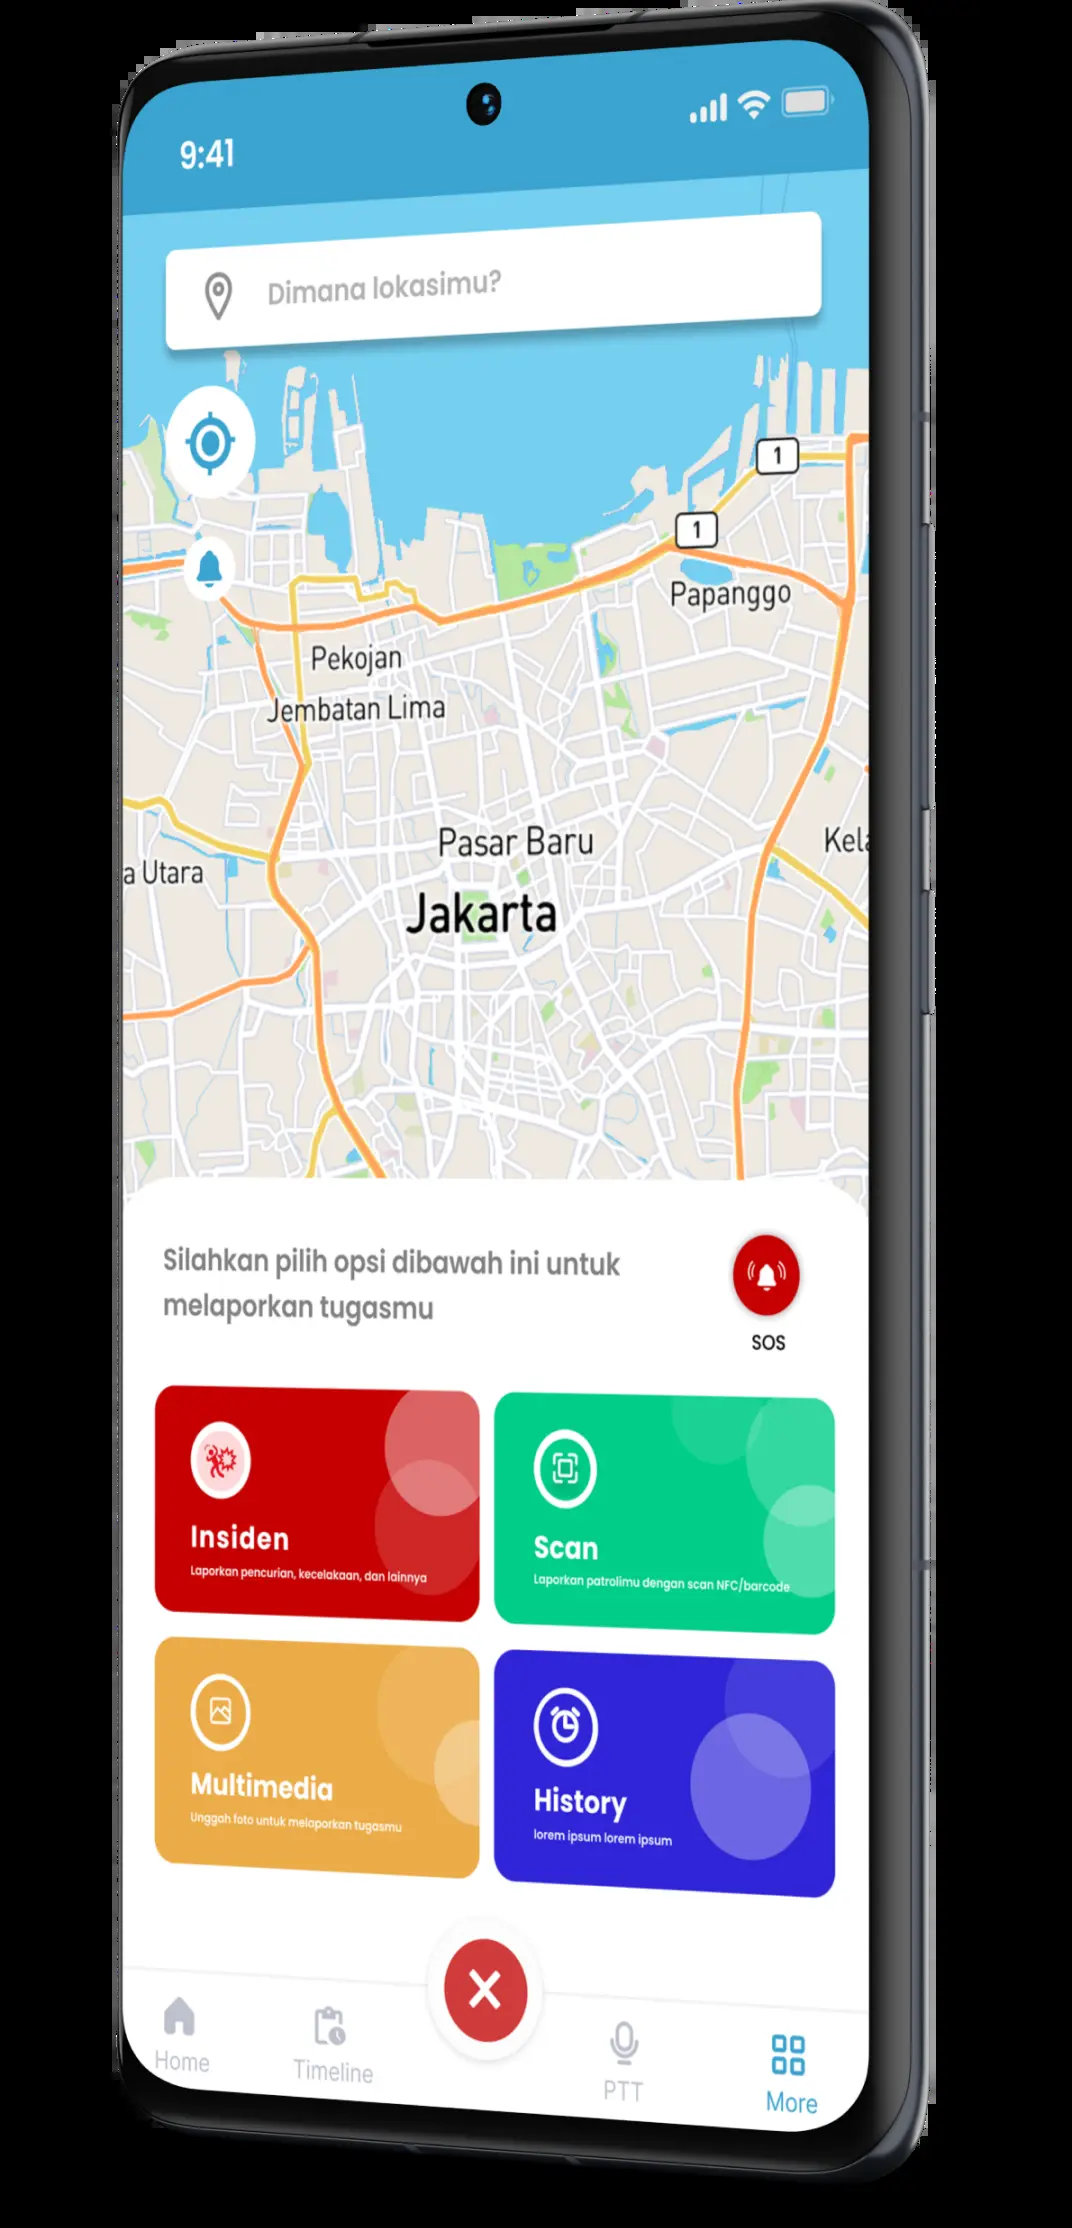 9:41
Dimana lokasimu?
1
1
Papanggo
Pekojan
Jembatan Lima
Pasar Baru
Kela
a Utara
Jakarta
Silahkan pilih opsi dibawah ini untuk
melaporkan tugasmu
SOS
Insiden
Laporkan pencurian, kecelakaan, dan lainnya
Scan
Laporkan patrolimu dengan scan NFC/barcode
Multimedia
Unggah foto untuk melaporkan tugasmu
History
lorem ipsum lorem ipsum
Home
Timeline
PTT
More